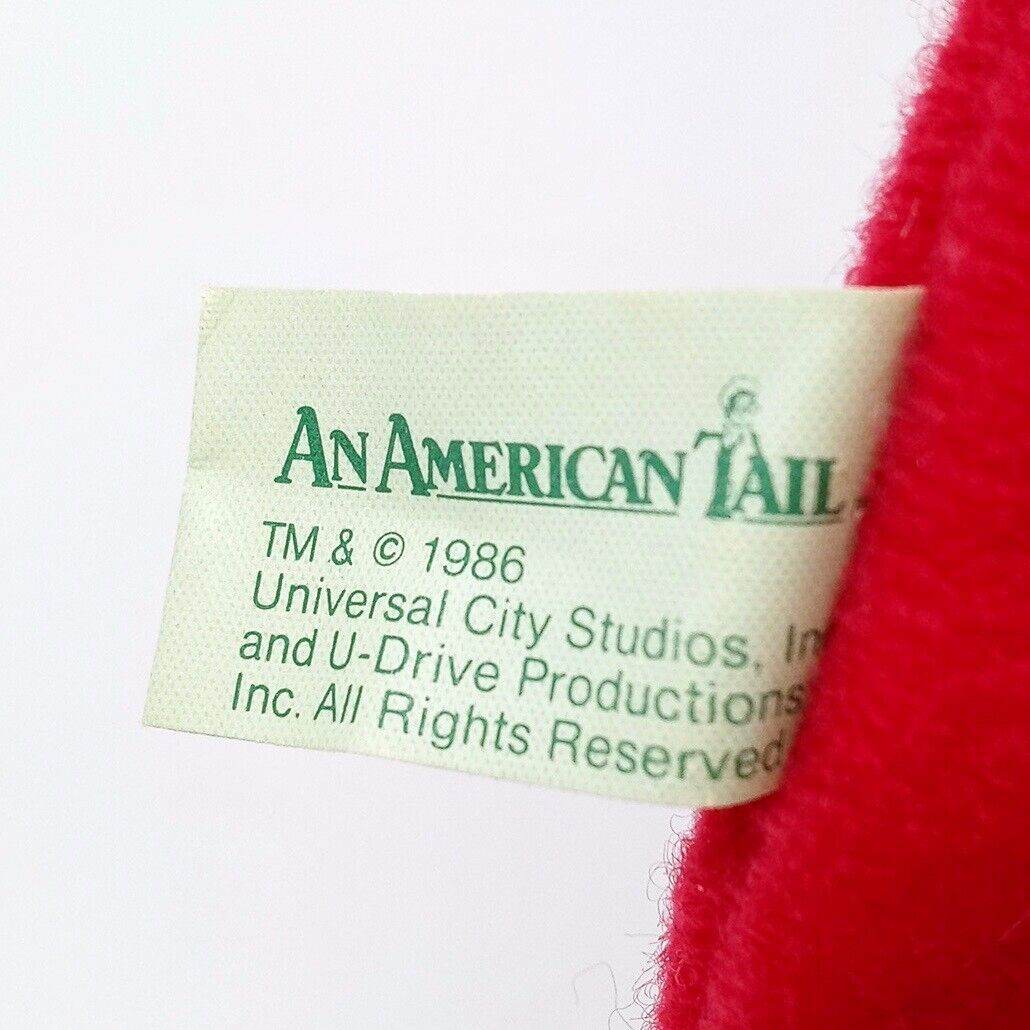 AN AMERICAN TAIL
TM & © 1986
Universal City Studios,
and U-Drive Productions
Inc. All Rights Reserved